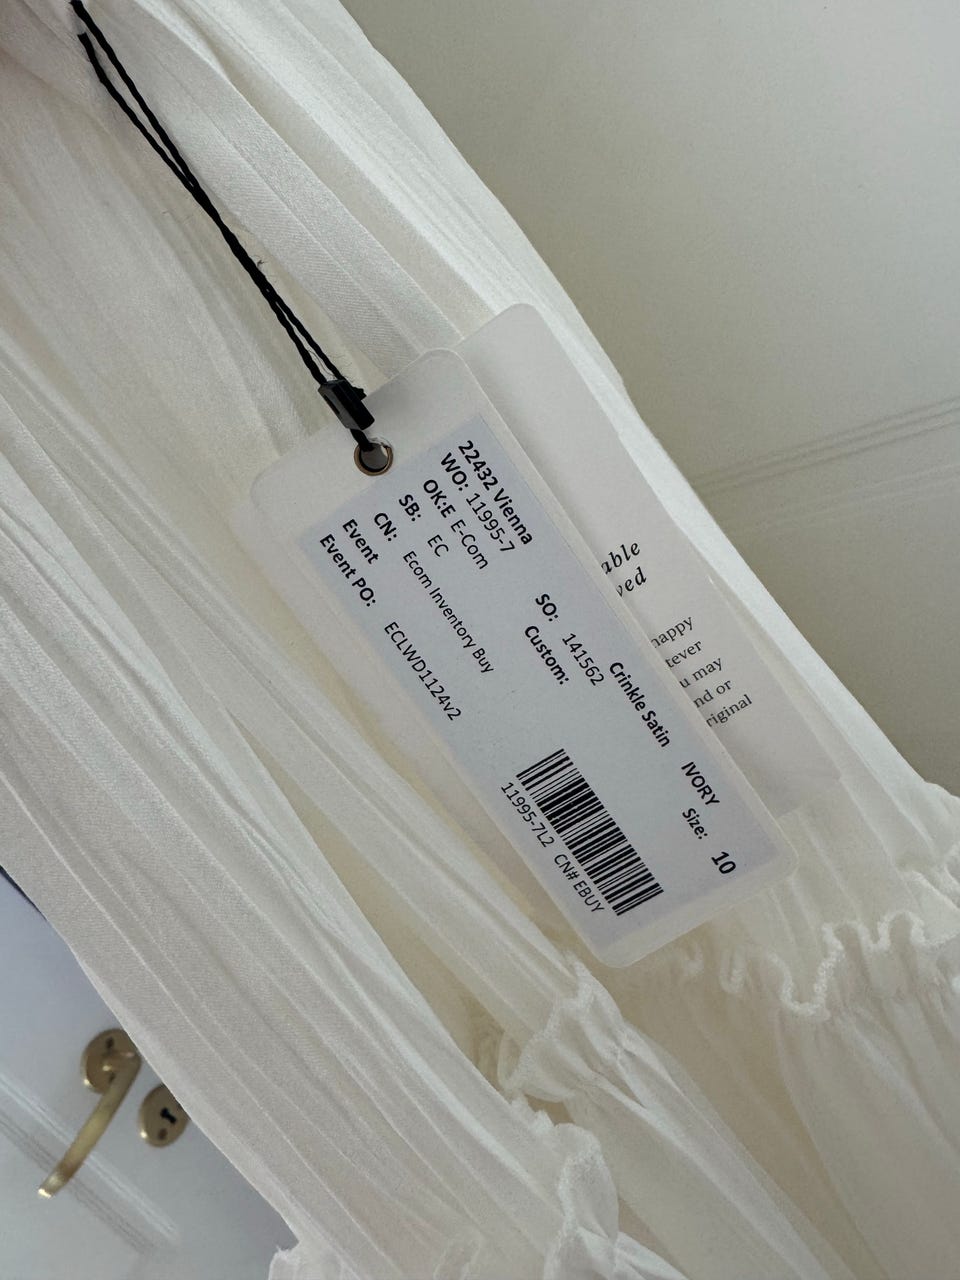 22432 Vienna
Crinkle Satin
IVORY
WO: 11995-7
SO: 141562
Size: 10
OK:E E-Com
Custom:
SB: EC
CN: Ecom Inventory Buy
Event
Event PO: ECLWD1124v2
11995-7L2 CN# EBUY
able
ved
happy
tever
u may
nd or
riginal